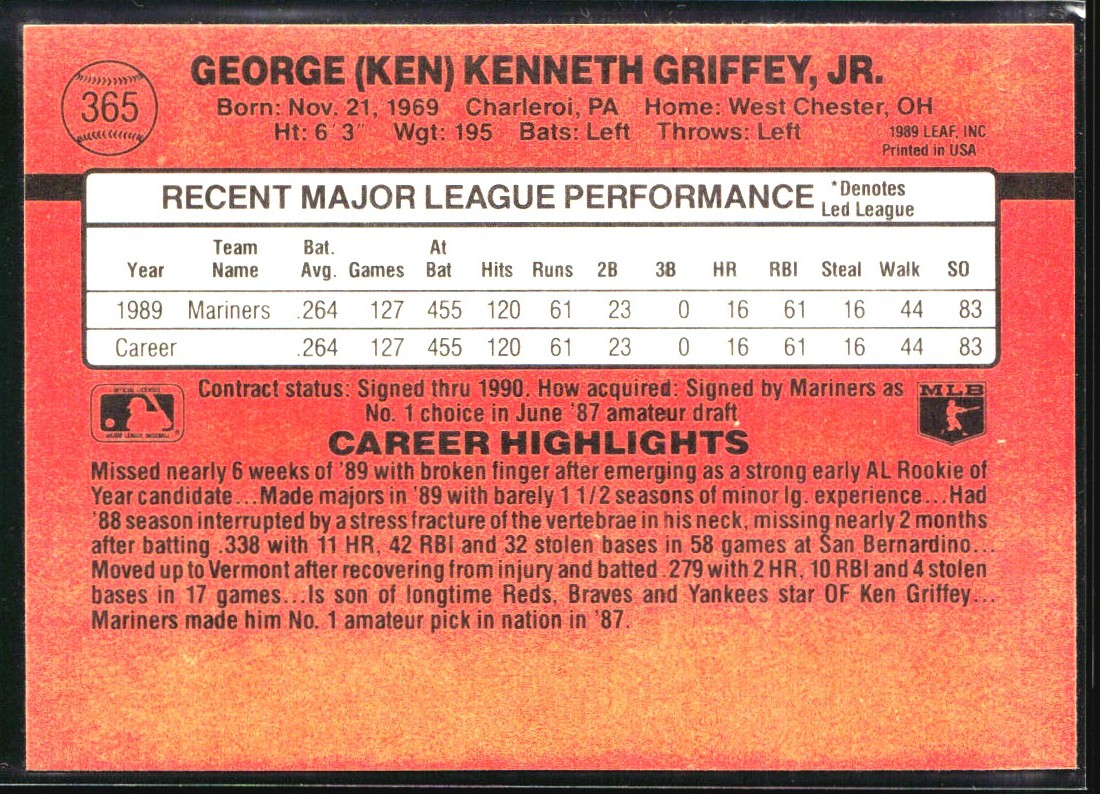 365
GEORGE (KEN) KENNETH GRIFFEY, JR.
Born: Nov. 21, 1969 Charleroi, PA Home: West Chester, OH
Ht: 6'3" Wgt: 195 Bats: Left Throws: Left
1989 LEAF, INC
Printed in USA
RECENT MAJOR LEAGUE PERFORMANCE
*Denotes
Led League
Year Team Name Bat. Avg. Games At Bat Hits Runs 2B 3B HR RBI Steal Walk SO
1989 Mariners .264 127 455 120 61 23 0 16 61 16 44 83
Career .264 127 455 120 61 23 0 16 61 16 44 83
Contract status: Signed thru 1990. How acquired: Signed by Mariners as
No. 1 choice in June '87 amateur draft
MLB
MAJOR LEAGUE BASEBALL
CAREER HIGHLIGHTS
Missed nearly 6 weeks of '89 with broken finger after emerging as a strong early AL Rookie of
Year candidate...Made majors in '89 with barely 1 1/2 seasons of minor lg. experience...Had
'88 season interrupted by a stress fracture of the vertebrae in his neck, missing nearly 2 months
after batting .338 with 11 HR, 42 RBI and 32 stolen bases in 58 games at San Bernardino...
Moved up to Vermont after recovering from injury and batted .279 with 2 HR, 10 RBI and 4 stolen
bases in 17 games...Is son of longtime Reds, Braves and Yankees star OF Ken Griffey...
Mariners made him No. 1 amateur pick in nation in '87.